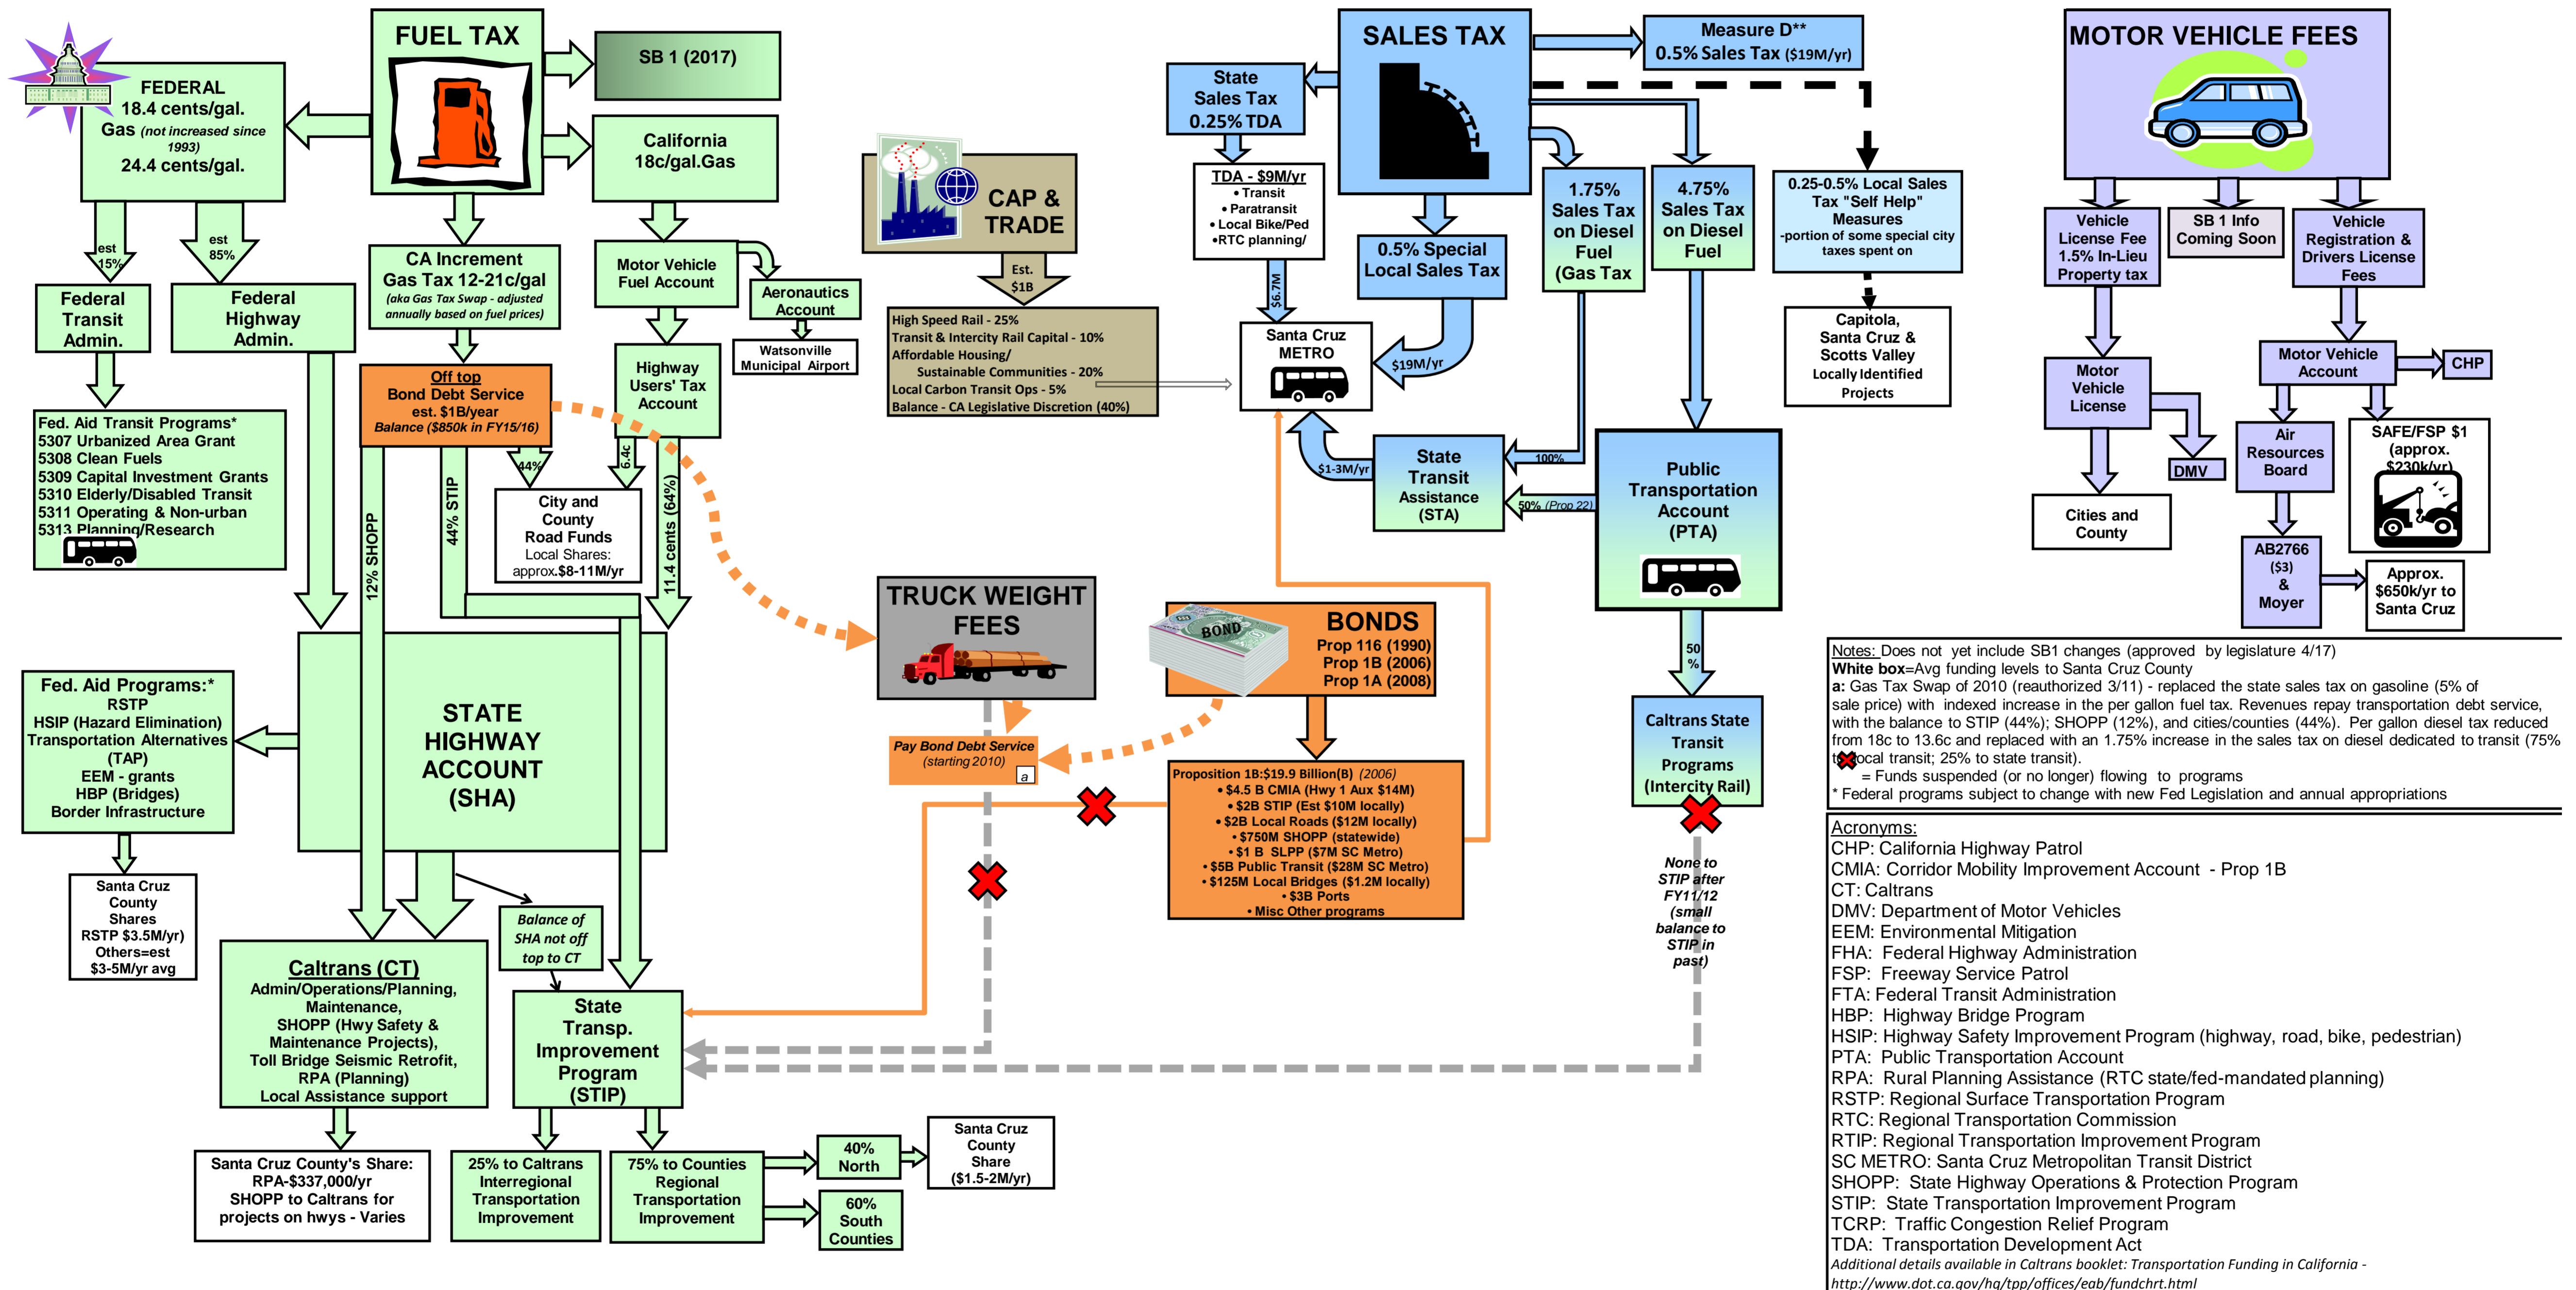 FUEL TAX
SB 1 (2017)
FEDERAL
18.4 cents/gal.
Gas (not increased since
1993)
24.4 cents/gal.
California
18c/gal.Gas
est
15%
est
85%
Federal
Transit
Admin.
Federal
Highway
Admin.
CA Increment
Gas Tax 12-21c/gal
(aka Gas Tax Swap - adjusted
annually based on fuel prices)
Motor Vehicle
Fuel Account
Aeronautics
Account
Watsonville
Municipal Airport
Off top
Bond Debt Service
est. $1B/year
Balance ($850k in FY15/16)
Highway
Users' Tax
Account
Fed. Aid Transit Programs*
5307 Urbanized Area Grant
5308 Clean Fuels
5309 Capital Investment Grants
5310 Elderly/Disabled Transit
5311 Operating & Non-urban
5313 Planning/Research
12% SHOPP
44% STIP
44%
6.4c
11.4 cents (64%)
City and
County
Road Funds
Local Shares:
approx.$8-11M/yr
STATE
HIGHWAY
ACCOUNT
(SHA)
Fed. Aid Programs:*
RSTP
HSIP (Hazard Elimination)
Transportation Alternatives
(TAP)
EEM - grants
HBP (Bridges)
Border Infrastructure
Santa Cruz
County
Shares
RSTP $3.5M/yr)
Others=est
$3-5M/yr avg
Balance of
SHA not off
top to CT
Caltrans (CT)
Admin/Operations/Planning,
Maintenance,
SHOPP (Hwy Safety &
Maintenance Projects),
Toll Bridge Seismic Retrofit,
RPA (Planning)
Local Assistance support
State
Transp.
Improvement
Program
(STIP)
Santa Cruz County's Share:
RPA-$337,000/yr
SHOPP to Caltrans for
projects on hwys - Varies
25% to Caltrans
Interregional
Transportation
Improvement
75% to Counties
Regional
Transportation
Improvement
40%
North
60%
South
Counties
Santa Cruz
County
Share
($1.5-2M/yr)
CAP &
TRADE
Est.
$1B
High Speed Rail - 25%
Transit & Intercity Rail Capital - 10%
Affordable Housing/
Sustainable Communities - 20%
Local Carbon Transit Ops - 5%
Balance - CA Legislative Discretion (40%)
TRUCK WEIGHT
FEES
Pay Bond Debt Service
(starting 2010)
a
BOND
BONDS
Prop 116 (1990)
Prop 1B (2006)
Prop 1A (2008)
Proposition 1B:$19.9 Billion(B) (2006)
• $4.5 B CMIA (Hwy 1 Aux $14M)
• $2B STIP (Est $10M locally)
• $2B Local Roads ($12M locally)
• $750M SHOPP (statewide)
• $1 B SLPP ($7M SC Metro)
• $5B Public Transit ($28M SC Metro)
• $125M Local Bridges ($1.2M locally)
• $3B Ports
• Misc Other programs
SALES TAX
Measure D**
0.5% Sales Tax ($19M/yr)
State
Sales Tax
0.25% TDA
TDA - $9M/yr
• Transit
• Paratransit
• Local Bike/Ped
•RTC planning/
$6.7M
0.5% Special
Local Sales Tax
$19M/yr
Santa Cruz
METRO
1.75%
Sales Tax
on Diesel
Fuel
(Gas Tax
4.75%
Sales Tax
on Diesel
Fuel
0.25-0.5% Local Sales
Tax "Self Help"
Measures
-portion of some special city
taxes spent on
Capitola,
Santa Cruz &
Scotts Valley
Locally Identified
Projects
$1-3M/yr
State
Transit
Assistance
(STA)
100%
50% (Prop 22)
Public
Transportation
Account
(PTA)
50
%
Caltrans State
Transit
Programs
(Intercity Rail)
None to
STIP after
FY11/12
(small
balance to
STIP in
past)
MOTOR VEHICLE FEES
Vehicle
License Fee
1.5% In-Lieu
Property tax
SB 1 Info
Coming Soon
Vehicle
Registration &
Drivers License
Fees
Motor
Vehicle
License
DMV
Cities and
County
Motor Vehicle
Account
CHP
Air
Resources
Board
SAFE/FSP $1
(approx.
$230k/yr)
AB2766
($3)
&
Moyer
Approx.
$650k/yr to
Santa Cruz
Notes: Does not yet include SB1 changes (approved by legislature 4/17)
White box=Avg funding levels to Santa Cruz County
a: Gas Tax Swap of 2010 (reauthorized 3/11) - replaced the state sales tax on gasoline (5% of
sale price) with indexed increase in the per gallon fuel tax. Revenues repay transportation debt service,
with the balance to STIP (44%); SHOPP (12%), and cities/counties (44%). Per gallon diesel tax reduced
from 18c to 13.6c and replaced with an 1.75% increase in the sales tax on diesel dedicated to transit (75%
local transit; 25% to state transit).
= Funds suspended (or no longer) flowing to programs
* Federal programs subject to change with new Fed Legislation and annual appropriations
Acronyms:
CHP: California Highway Patrol
CMIA: Corridor Mobility Improvement Account - Prop 1B
CT: Caltrans
DMV: Department of Motor Vehicles
EEM: Environmental Mitigation
FHA: Federal Highway Administration
FSP: Freeway Service Patrol
FTA: Federal Transit Administration
HBP: Highway Bridge Program
HSIP: Highway Safety Improvement Program (highway, road, bike, pedestrian)
PTA: Public Transportation Account
RPA: Rural Planning Assistance (RTC state/fed-mandated planning)
RSTP: Regional Surface Transportation Program
RTC: Regional Transportation Commission
RTIP: Regional Transportation Improvement Program
SC METRO: Santa Cruz Metropolitan Transit District
SHOPP: State Highway Operations & Protection Program
STIP: State Transportation Improvement Program
TCRP: Traffic Congestion Relief Program
TDA: Transportation Development Act
Additional details available in Caltrans booklet: Transportation Funding in California -
http://www.dot.ca.gov/hq/tpp/offices/eab/fundchrt.html